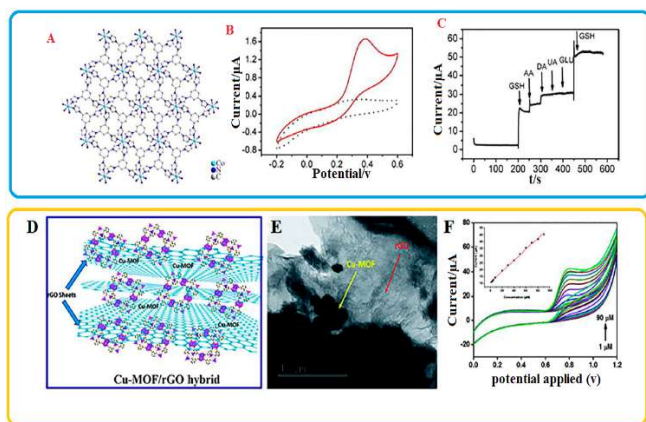 A
Co
N
C
B
Current/µA
1.6
1.2
0.8
0.4
0.0
-0.4
-0.8
-0.2
0.0
0.2
0.4
0.6
Potential/v
C
Current/µA
60
50
40
30
20
10
0
GSH
AA
DA
UA
GLU
GSH
0
100
200
300
400
500
600
t/s
D
rGO Sheets
Cu-MOF
Cu-MOF
Cu-MOF
Cu-MOF
Cu-MOF
Cu-MOF/rGO hybrid
E
Cu-MOF
rGO
F
Current/µA
80
60
40
20
0
-20
Concentration (µM)
90 µM
1 µM
0.0
0.2
0.4
0.6
0.8
1.0
1.2
potential applied (v)